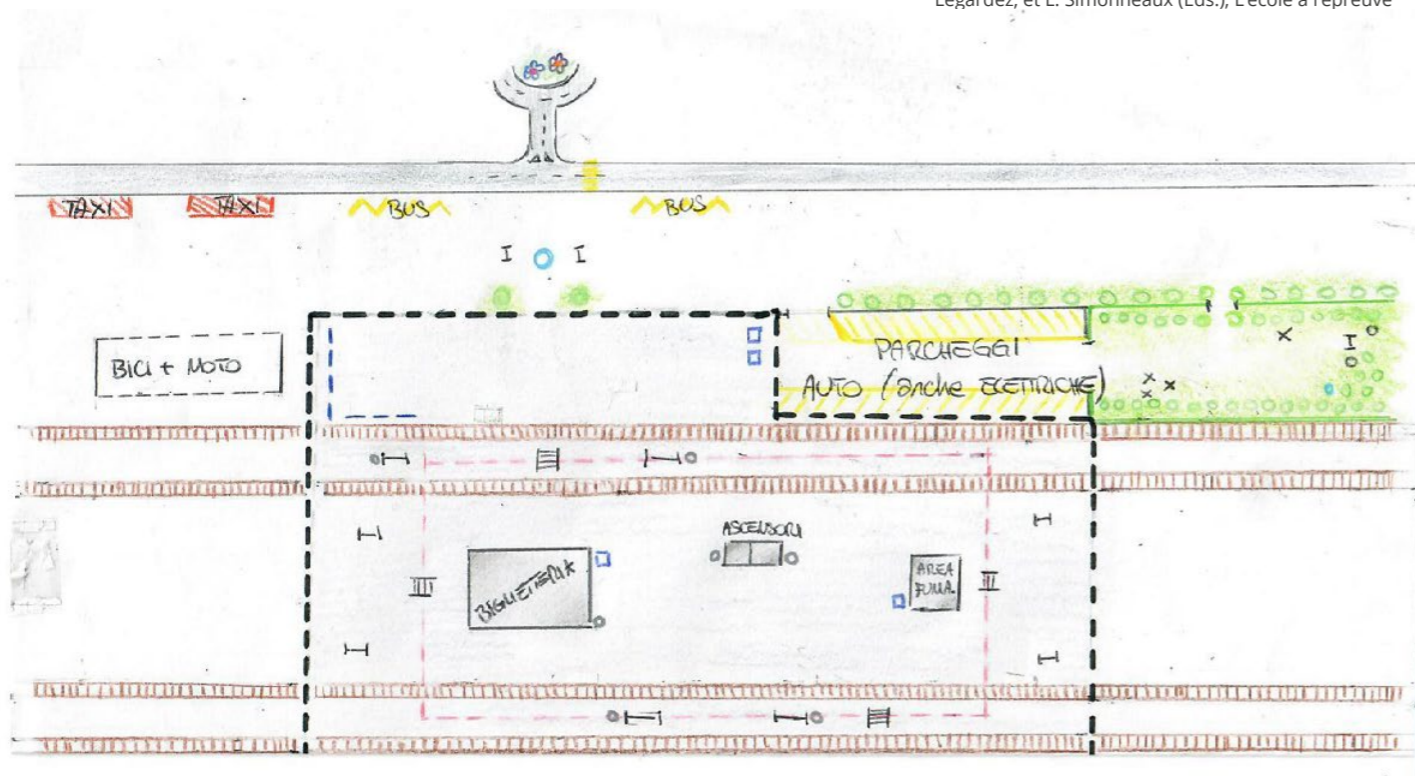 Legardez, et L. Simonneaux (Eds.), L'école à l'épreuve
TAXI
TAXI
BUS
BUS
I
I
BICI + MOTO
PARCHEGGI
AUTO (anche ELETTRICHE)
ASCENSORI
BIGLIETTERIA
AREA
FUMA.